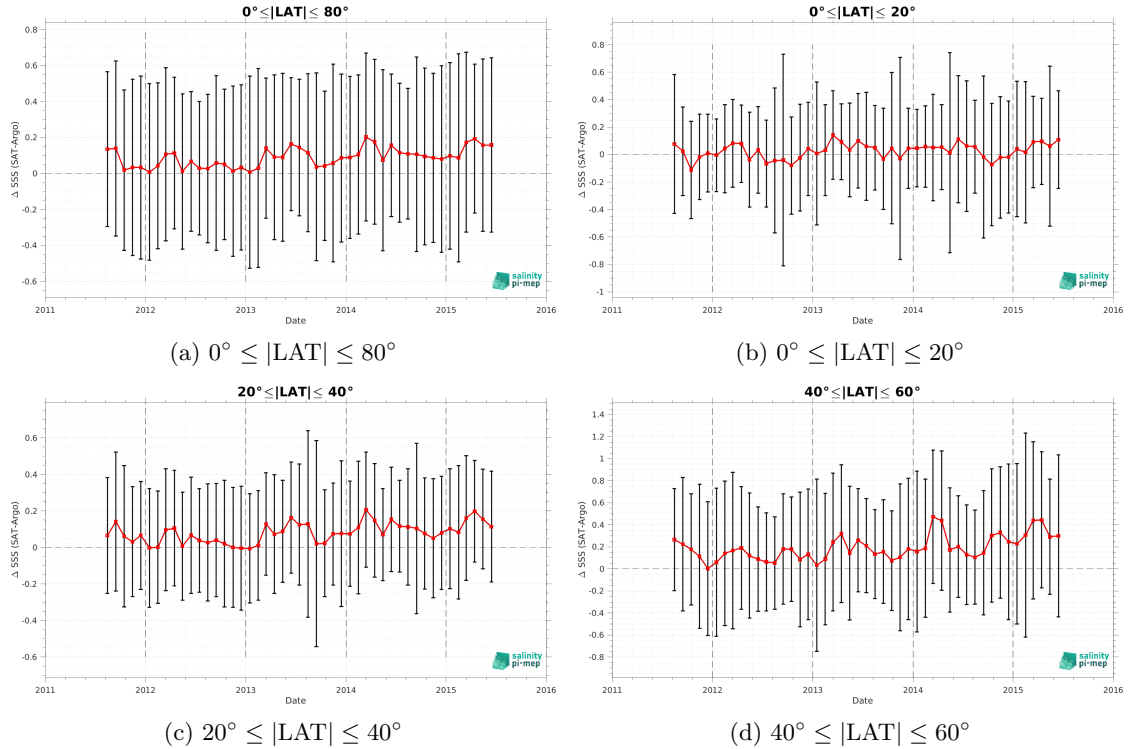 0°≤|LAT|≤ 80°
Δ SSS (SAT-Argo)
0.6
0.4
0.2
0
-0.2
-0.4
-0.6
2011 2012 2013 2014 2015 2016
Date
salinity
pi-mep
(a) 0° ≤ |LAT| ≤ 80°
0°≤|LAT|≤ 20°
Δ SSS (SAT-Argo)
0.8
0.6
0.4
0.2
0
-0.2
-0.4
-0.6
-0.8
-1
2011 2012 2013 2014 2015 2016
Date
salinity
pi-mep
(b) 0° ≤ |LAT| ≤ 20°
20°≤|LAT|≤ 40°
Δ SSS (SAT-Argo)
0.6
0.4
0.2
0
-0.2
-0.4
-0.6
2011 2012 2013 2014 2015 2016
Date
salinity
pi-mep
(c) 20° ≤ |LAT| ≤ 40°
40°≤|LAT|≤ 60°
Δ SSS (SAT-Argo)
1.4
1.2
1
0.8
0.6
0.4
0.2
0
-0.2
-0.4
-0.6
-0.8
2011 2012 2013 2014 2015 2016
Date
salinity
pi-mep
(d) 40° ≤ |LAT| ≤ 60°